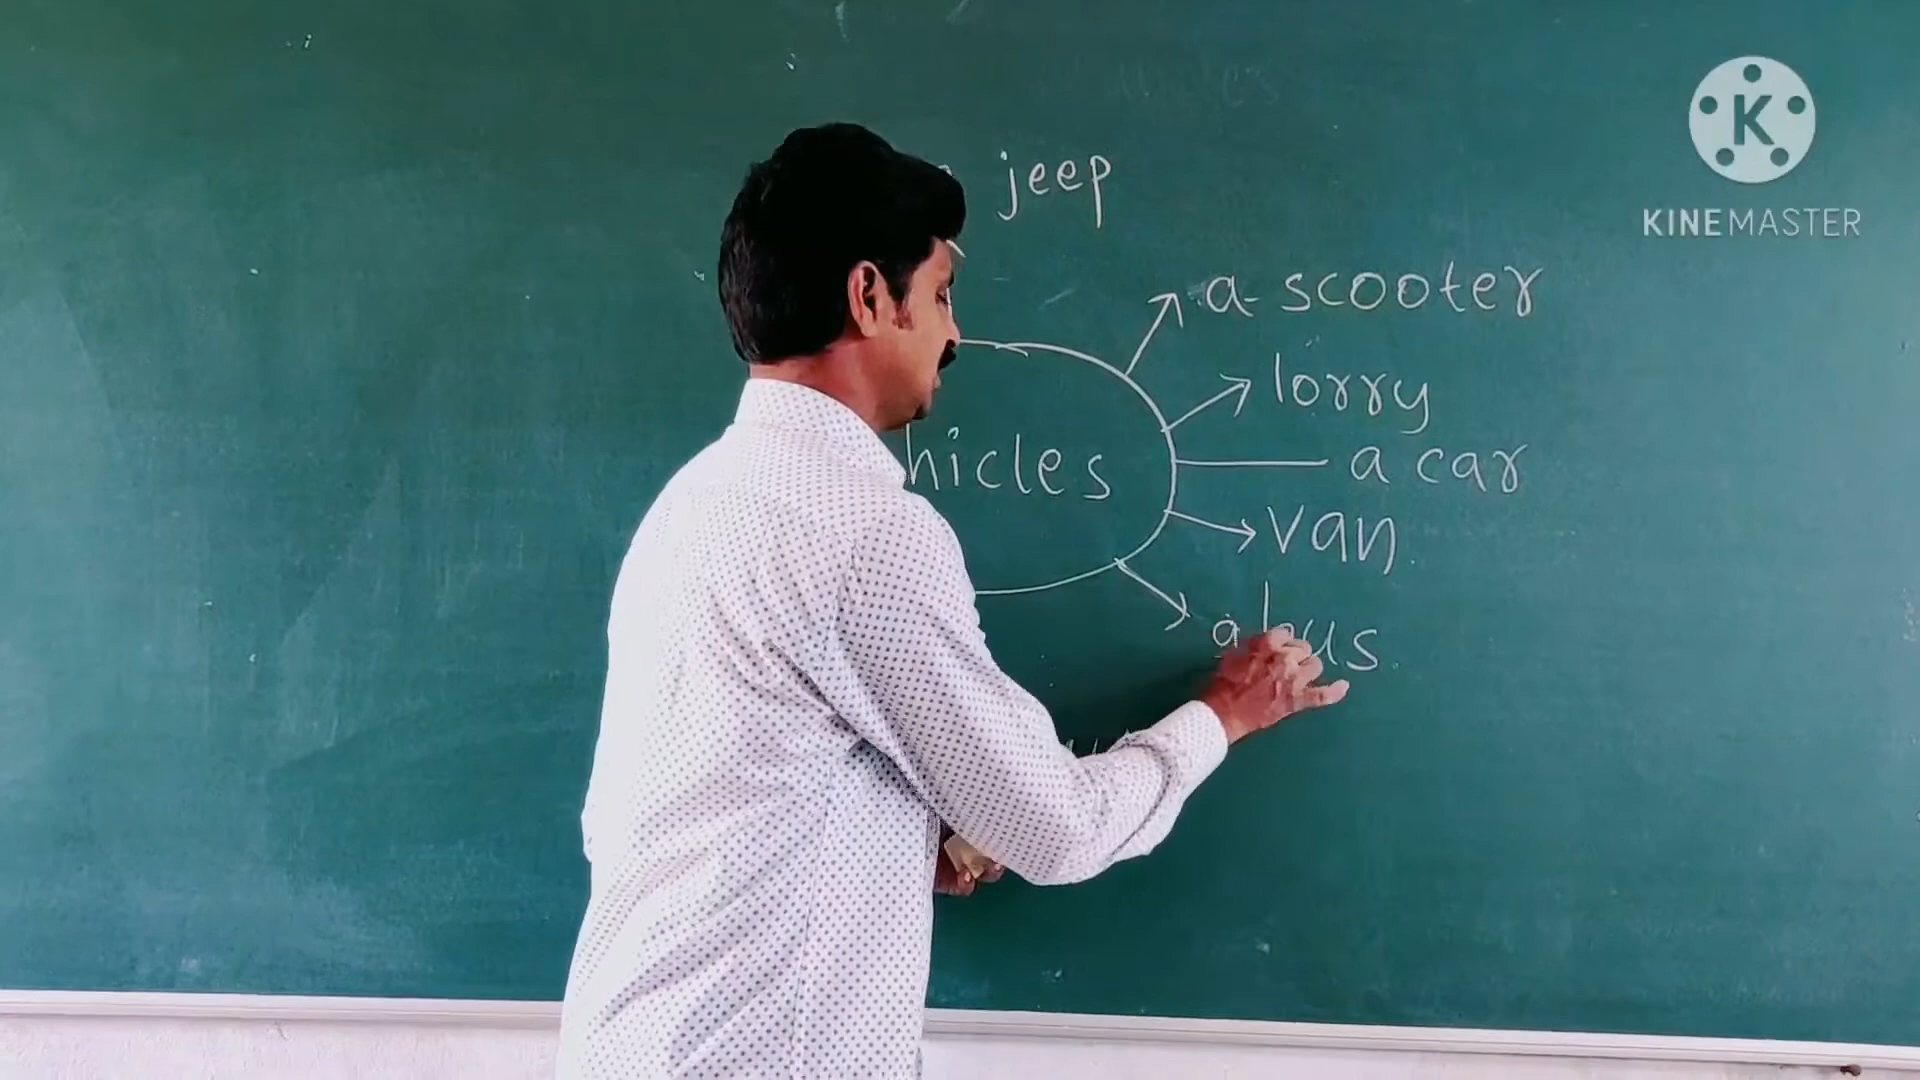 jeep
K
KINEMASTER
a scooter
lorry
a car
hicles
van
a bus